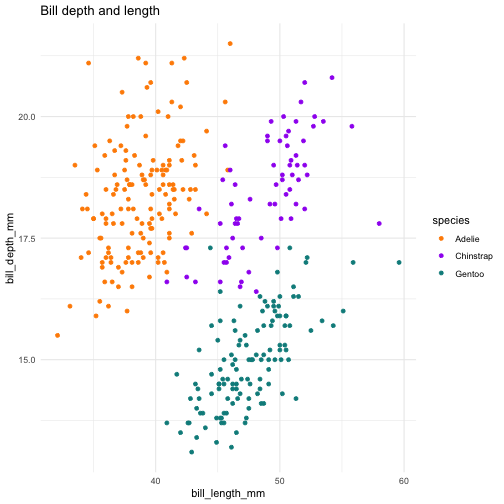 Bill depth and length
bill_depth_mm
20.0
17.5
15.0
40
50
60
bill_length_mm
species
Adelie
Chinstrap
Gentoo